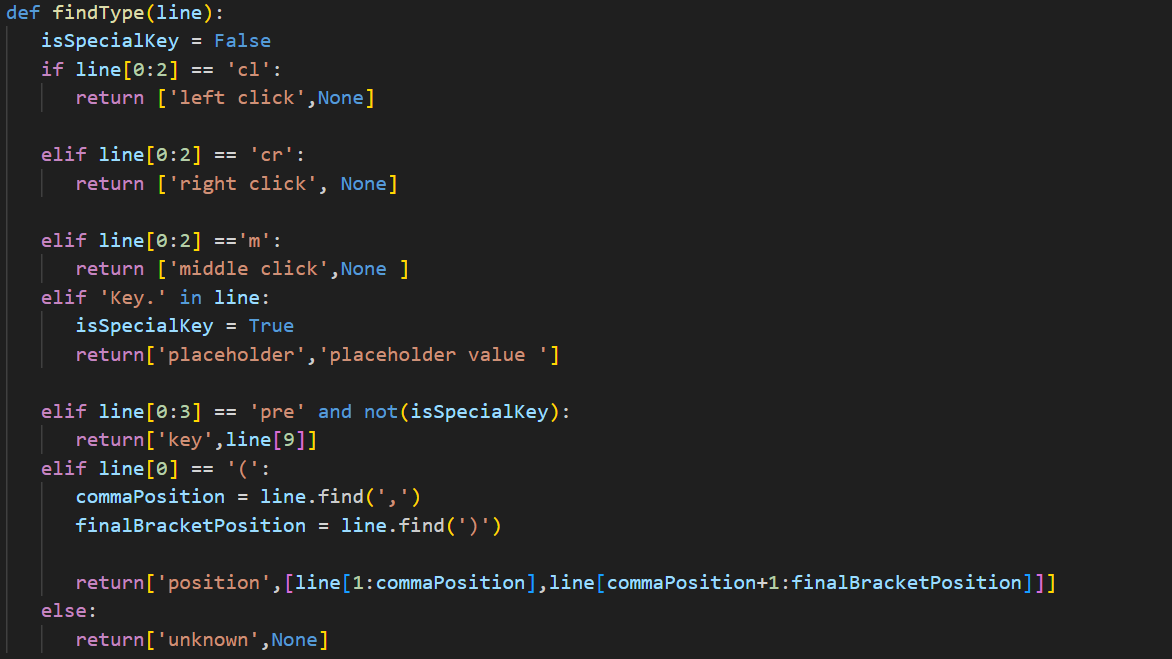 def findType(line):
isSpecialKey = False
if line[0:2] == 'cl':
return ['left click',None]
elif line[0:2] == 'cr':
return ['right click', None]
elif line[0:2] =='m':
return ['middle click',None ]
elif 'Key.' in line:
isSpecialKey = True
return['placeholder','placeholder value ']
elif line[0:3] == 'pre' and not(isSpecialKey):
return['key',line[9]]
elif line[0] == '(':
commaPosition = line.find(',')
finalBracketPosition = line.find(')')
return['position',[line[1:commaPosition],line[commaPosition+1:finalBracketPosition]]]
else:
return['unknown',None]